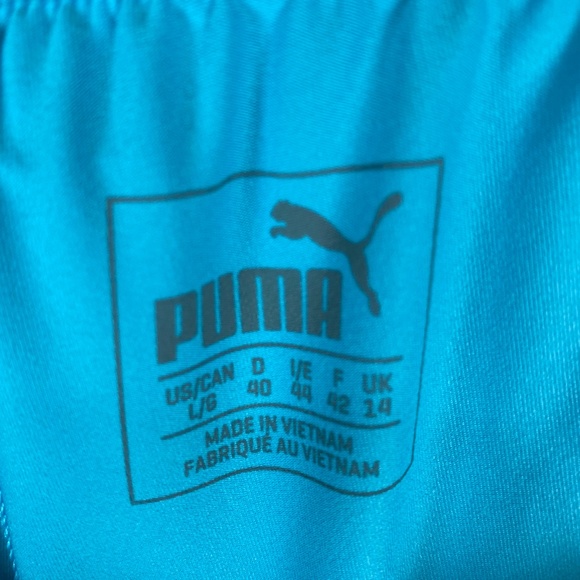 PUMA
US/CAN D I/E F UK
L/G 40 44 42 14
MADE IN VIETNAM
FABRIQUÉ AU VIETNAM